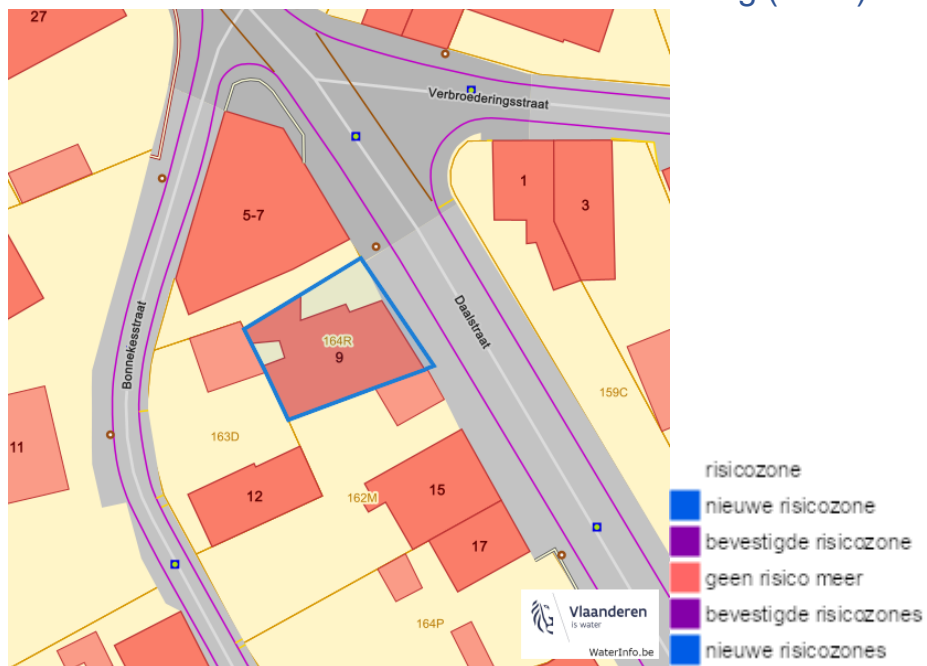 27
Verbroederingsstraat
1
3
5-7
Daalstraat
Bonnekesstraat
164R
9
159C
11
163D
12
162M
15
17
164P
Vlaanderen
is water
WaterInfo.be
risicozone
nieuwe risicozone
bevestigde risicozone
geen risico meer
bevestigde risicozones
nieuwe risicozones